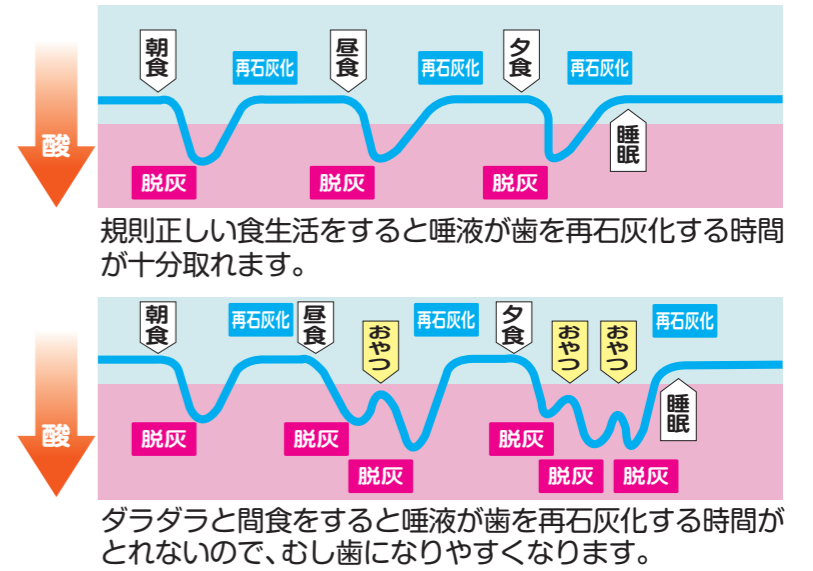 朝食
再石灰化
昼食
再石灰化
夕食
再石灰化
酸
睡眠
脱灰
脱灰
脱灰
規則正しい食生活をすると唾液が歯を再石灰化する時間
が十分取れます。
朝食
再石灰化
昼食
おやつ
再石灰化
夕食
おやつ
おやつ
再石灰化
酸
睡眠
脱灰
脱灰
脱灰
脱灰
脱灰
脱灰
ダラダラと間食をすると唾液が歯を再石灰化する時間が
とれないので、むし歯になりやすくなります。